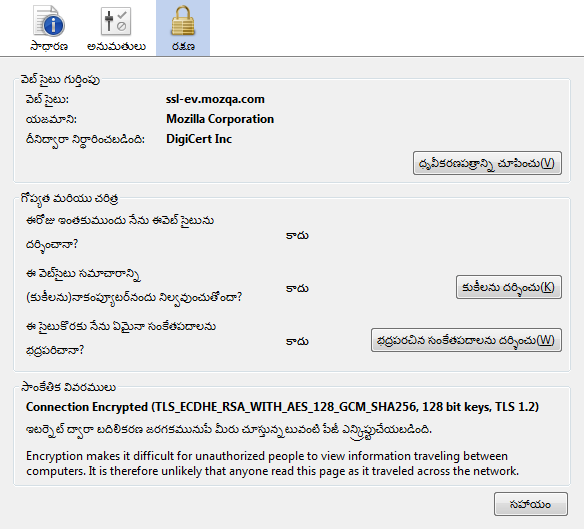 సాధారణ అనుమతులు రక్షణ
వెబ్ సైటు గుర్తింపు
వెబ్ సైటు: ssl-ev.mozqa.com
యజమాని: Mozilla Corporation
దీనిద్వారా నిర్ధారించబడింది: DigiCert Inc
ధృవీకరణపత్రాన్ని చూపించు(V)
గోప్యత మరియు చరిత్ర
ఈరోజు ఇంతకుముందు నేను ఈవెబ్ సైటును
దర్శించానా? కాదు
ఈ వెబ్‌సైటు సమాచారాన్ని
(కుకీలను)నాకంప్యూటర్‌నందు నిల్వవుంచుతోందా? కాదు కుకీలను దర్శించు(K)
ఈ సైటుకొరకు నేను ఏమైనా సంకేతపదాలను
భద్రపరిచానా? కాదు భద్రపరచిన సంకేతపదాలను దర్శించు(W)
సాంకేతిక వివరములు
Connection Encrypted (TLS_ECDHE_RSA_WITH_AES_128_GCM_SHA256, 128 bit keys, TLS 1.2)
ఇంటర్నెట్ ద్వారా బదిలీకరణ జరగకమునుపే మీరు చూస్తున్నటువంటి పేజీ ఎన్క్రిప్టుచేయబడింది.
Encryption makes it difficult for unauthorized people to view information traveling between
computers. It is therefore unlikely that anyone read this page as it traveled across the network.
సహాయం